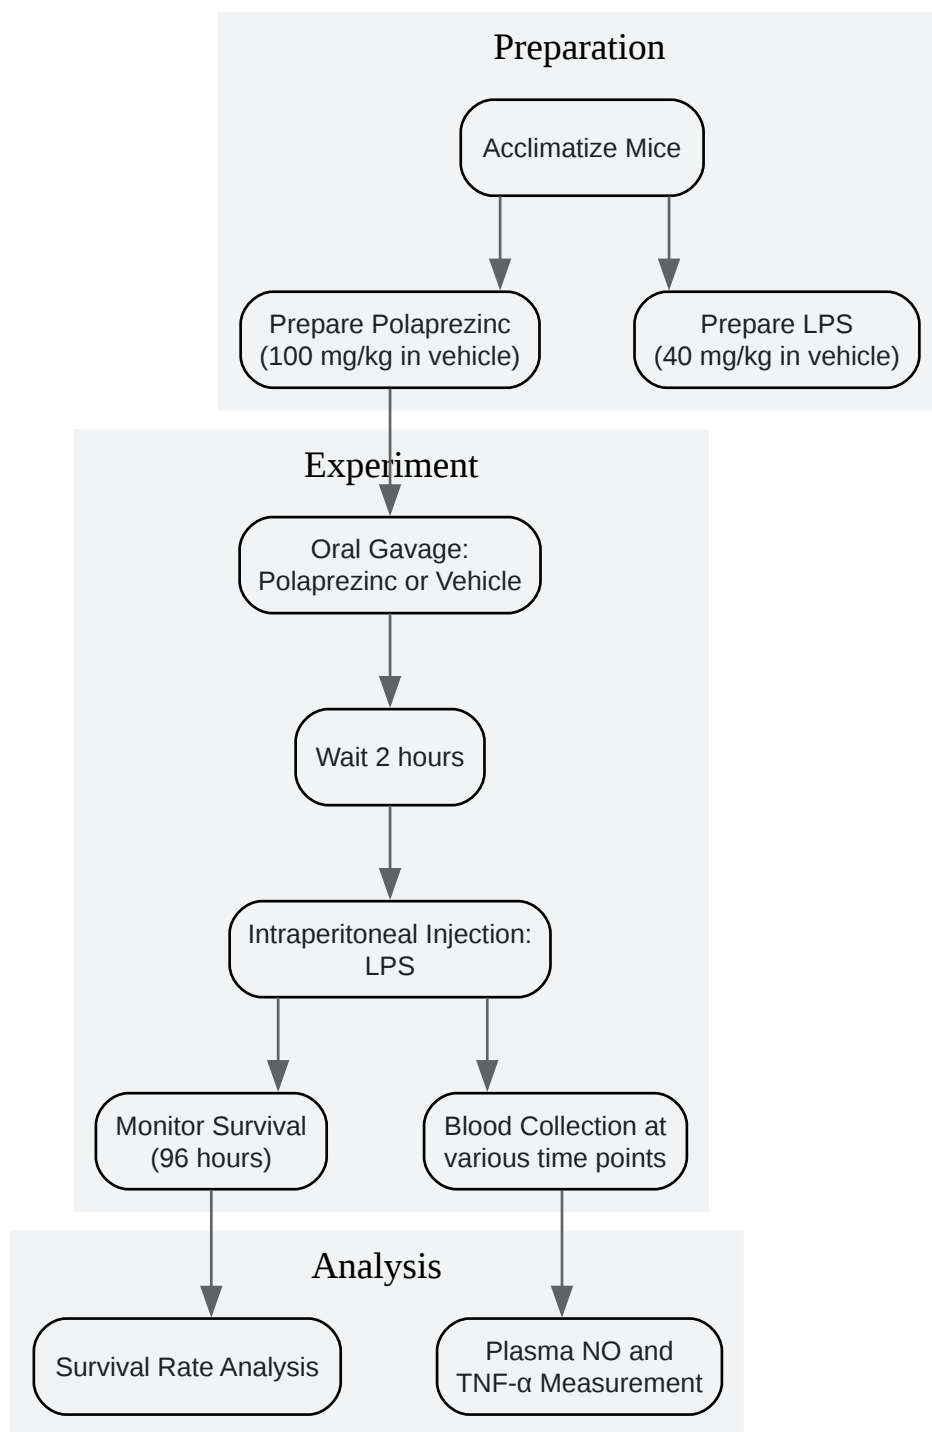 Preparation
Acclimatize Mice
Prepare Polaprezinc
(100 mg/kg in vehicle)
Prepare LPS
(40 mg/kg in vehicle)
Experiment
Oral Gavage:
Polaprezinc or Vehicle
Wait 2 hours
Intraperitoneal Injection:
LPS
Monitor Survival
(96 hours)
Blood Collection at
various time points
Analysis
Survival Rate Analysis
Plasma NO and
TNF-α Measurement